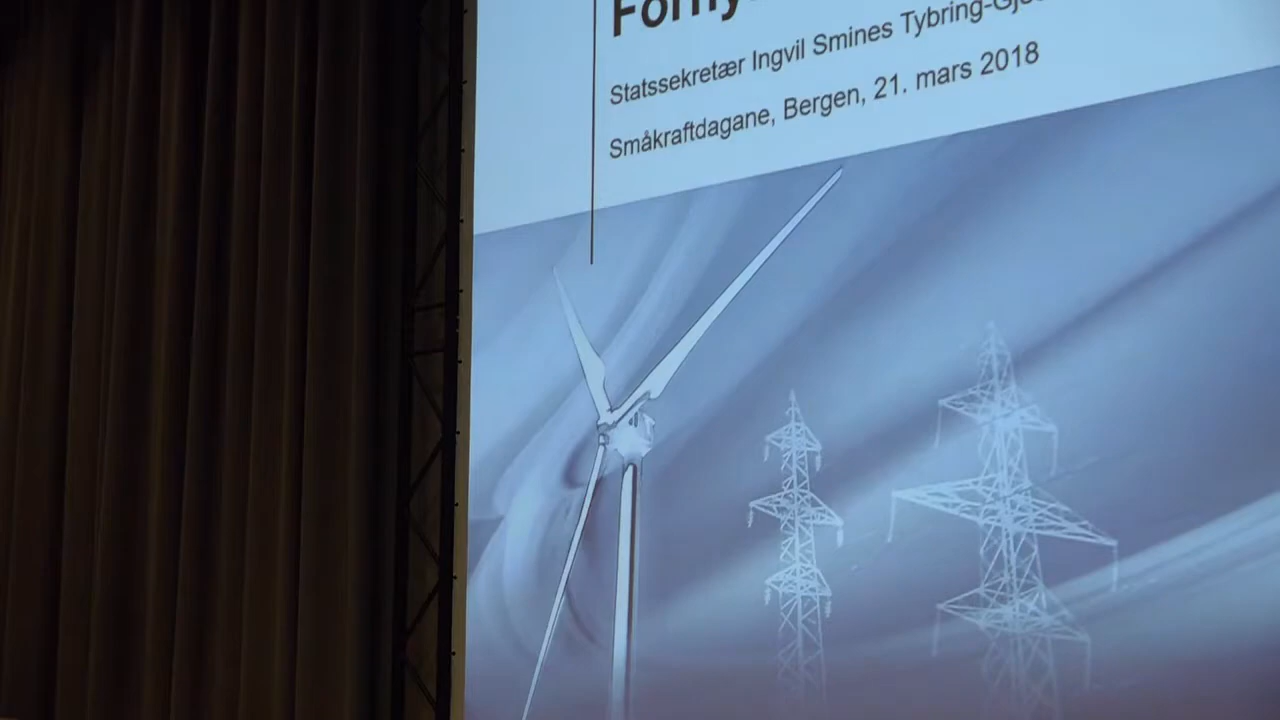 Statssekretær Ingvil Smines Tybring-
Småkraftdagane, Bergen, 21. mars 2018